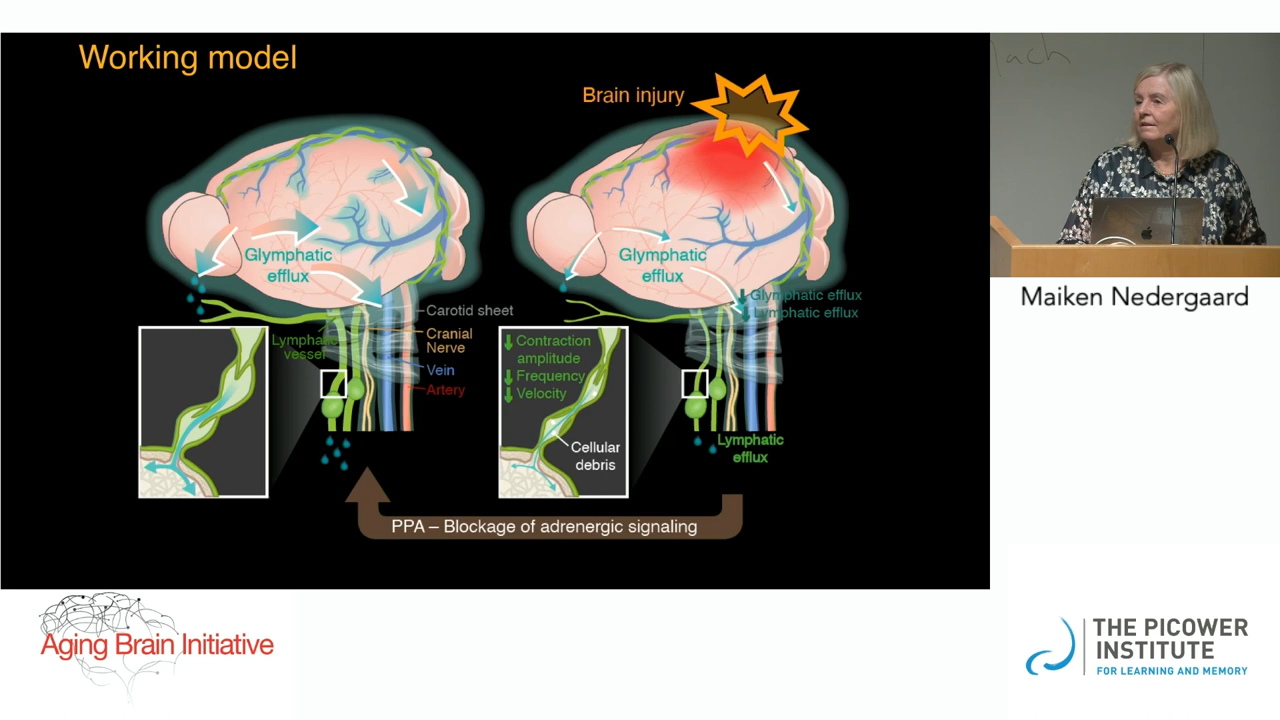 Working model
Brain injury
Glymphatic
efflux
Glymphatic
efflux
Glymphatic efflux
Lymphatic efflux
Carotid sheet
Cranial
Nerve
Vein
Artery
Lymphatic
vessel
Contraction
amplitude
Frequency
Velocity
Cellular
debris
Lymphatic
efflux
PPA – Blockage of adrenergic signaling
Maiken Nedergaard
Aging Brain Initiative
THE PICOWER
INSTITUTE
FOR LEARNING AND MEMORY